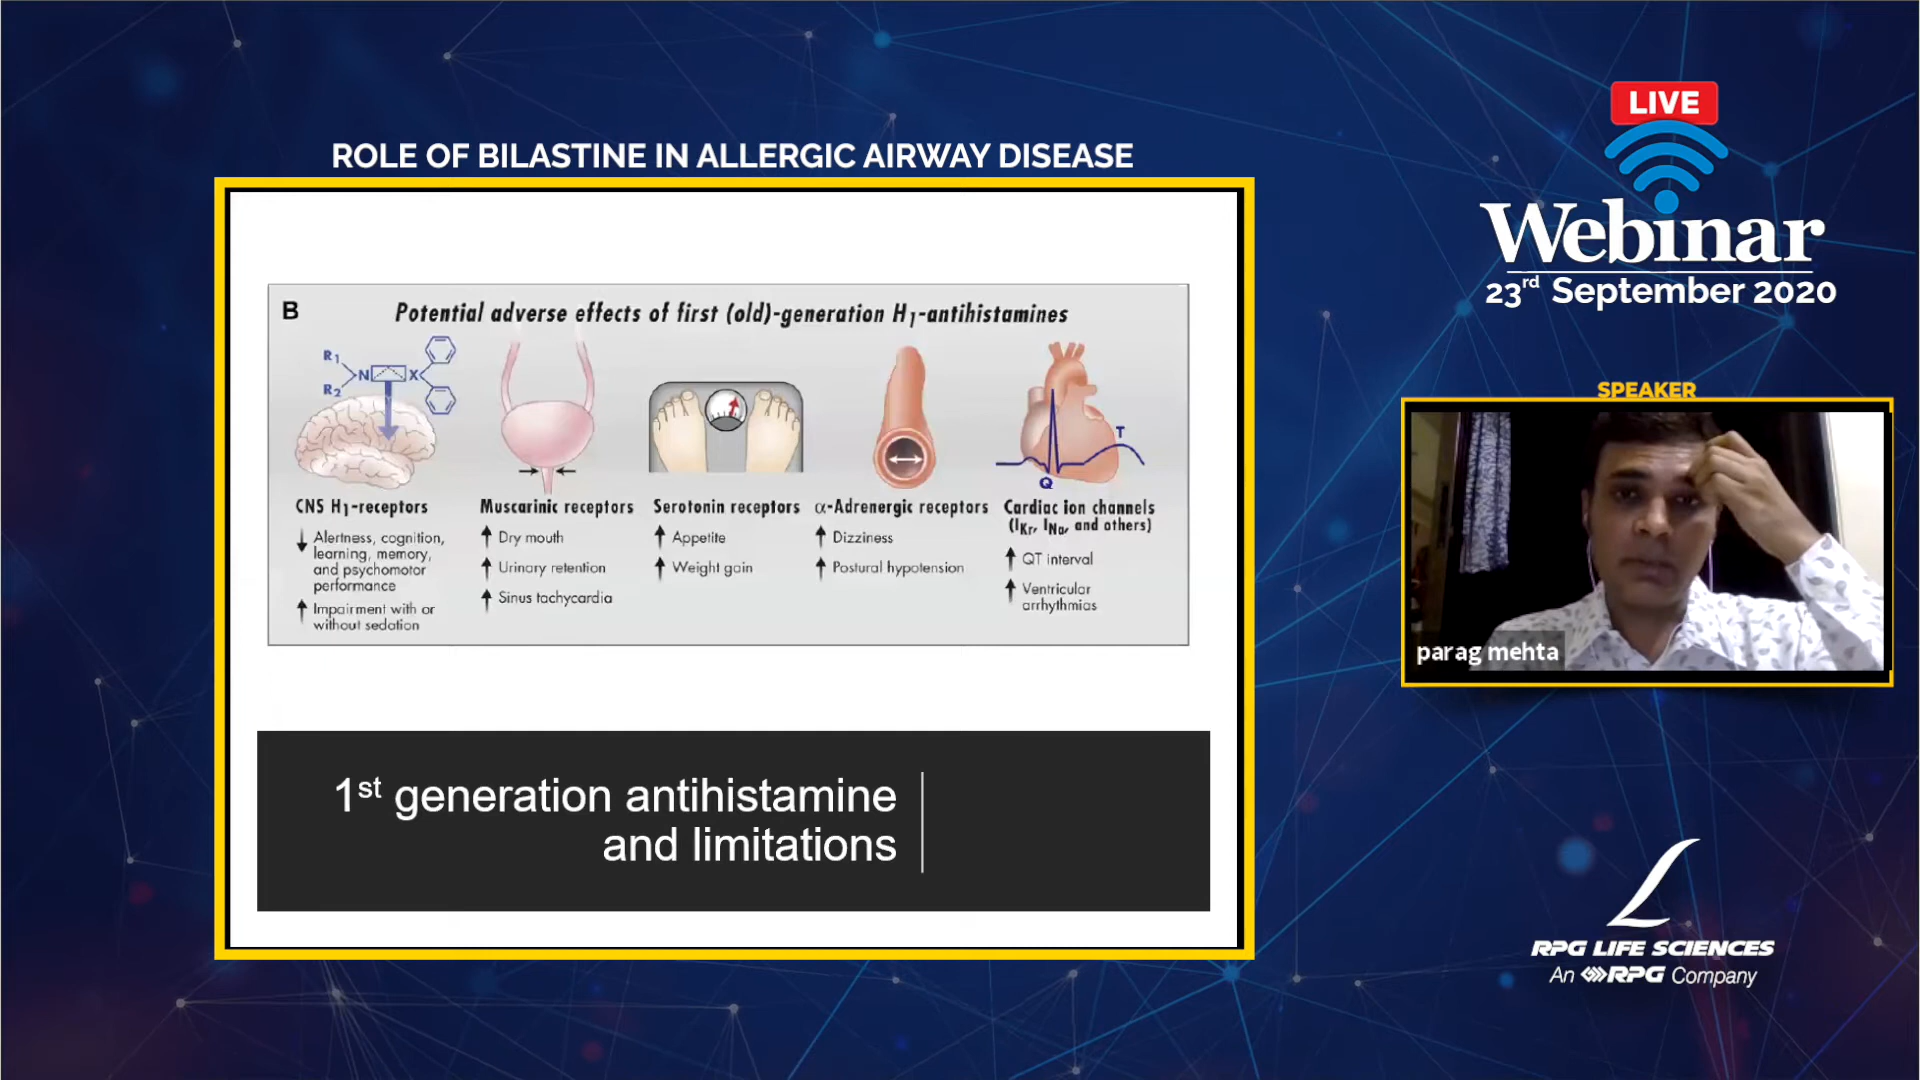 LIVE
Webinar
23rd September 2020
ROLE OF BILASTINE IN ALLERGIC AIRWAY DISEASE
B
Potential adverse effects of first (old)-generation H1-antihistamines
R1
R2
N
X
T
Q
CNS H1-receptors
↓ Alertness, cognition,
learning, memory,
and psychomotor
performance
↑ Impairment with or
without sedation
Muscarinic receptors
↑ Dry mouth
↑ Urinary retention
↑ Sinus tachycardia
Serotonin receptors
↑ Appetite
↑ Weight gain
α-Adrenergic receptors
↑ Dizziness
↑ Postural hypotension
Cardiac ion channels
(IKr, INa, and others)
↑ QT interval
↑ Ventricular
arrhythmias
1st generation antihistamine
and limitations
SPEAKER
parag mehta
RPG LIFE SCIENCES
An RPG Company